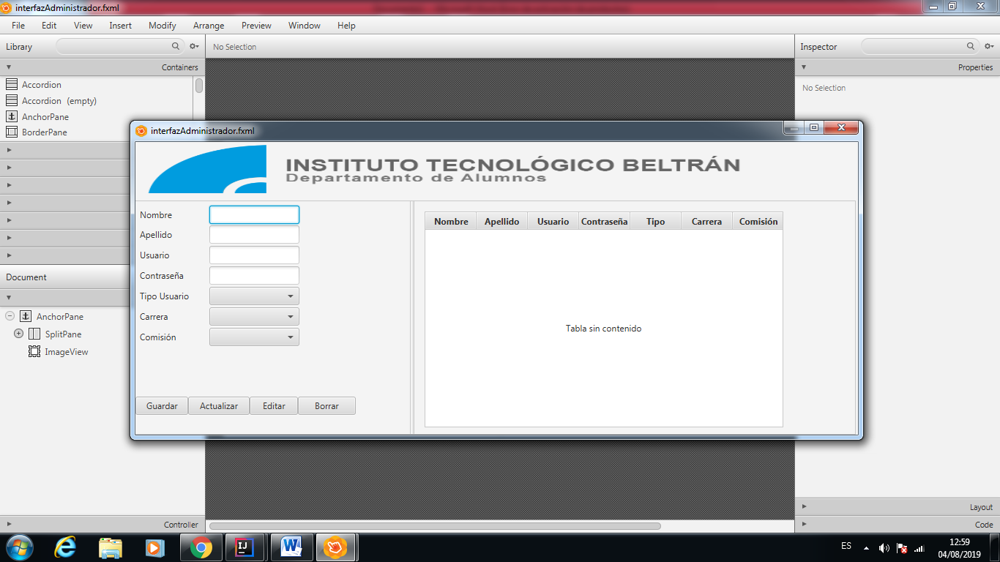 interfazAdministrador.fxml
File Edit View Insert Modify Arrange Preview Window Help
Library
No Selection
Inspector
Containers
Properties
Accordion
No Selection
Accordion (empty)
AnchorPane
BorderPane
interfazAdministrador.fxml
INSTITUTO TECNOLÓGICO BELTRÁN
Departamento de Alumnos
Nombre
Apellido
Usuario
Contraseña
Tipo Usuario
Carrera
Comisión
Guardar Actualizar Editar Borrar
Nombre Apellido Usuario Contraseña Tipo Carrera Comisión
Tabla sin contenido
Document
AnchorPane
SplitPane
ImageView
Controller
Layout
Code
ES
12:59
04/08/2019